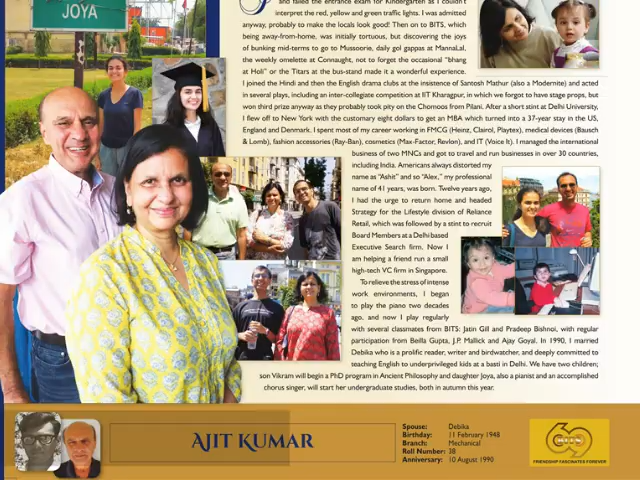 JOYA
and failed the entrance exam for Kindergarten as I couldn't
interpret the red, yellow and green traffic lights. I was admitted
anyway, probably to make the locals look good! Then on to BITS, which
being away-from-home, was initially tortuous, but discovering the joys
of bunking mid-terms to go to Mussoorie, daily gol gappas at MannaLal,
the weekly omelette at Connaught, not to forget the occasional "bhang
at Holi" or the Titars at the bus-stand made it a wonderful experience.
I joined the Hindi and then the English drama clubs at the insistence of Santosh Mathur (also a Modernite) and acted
in several plays, including an inter-collegiate competition at IIT Kharagpur, in which we forgot to have stage props, but
won third prize anyway as they probably took pity on the Chomoos from Pilani. After a short stint at Delhi University,
I flew off to New York with the customary eight dollars to get an MBA which turned into a 37-year stay in the US,
England and Denmark. I spent most of my career working in FMCG (Heinz, Clairol, Playtex), medical devices (Bausch
& Lomb), fashion accessories (Ray-Ban), cosmetics (Max-Factor, Revlon), and IT (Voice It). I managed the international
business of two MNCs and got to travel and run businesses in over 30 countries,
including India. Americans always distorted my
name as "Ashit" and so "Alex," my professional
name of 41 years, was born. Twelve years ago,
I had the urge to return home and headed
Strategy for the Lifestyle division of Reliance
Retail, which was followed by a stint to recruit
Board Members at a Delhi based
Executive Search firm. Now I
am helping a friend run a small
high-tech VC firm in Singapore.
To relieve the stress of intense
work environments, I began
to play the piano two decades
ago, and now I play regularly
with several classmates from BITS: Jatin Gill and Pradeep Bishnoi, with regular
participation from Beilla Gupta, J.P. Mallick and Ajay Goyal. In 1990, I married
Debika who is a prolific reader, writer and birdwatcher, and deeply committed to
teaching English to underprivileged kids at a basti in Delhi. We have two children;
son Vikram will begin a PhD program in Ancient Philosophy and daughter Joya, also a pianist and an accomplished
chorus singer, will start her undergraduate studies, both in autumn this year.
AJIT KUMAR
Spouse: Debika
Birthday: 11 February 1948
Branch: Mechanical
Roll Number: 38
Anniversary: 10 August 1990
69
BITS
FRIENDSHIP FASCINATES FOREVER